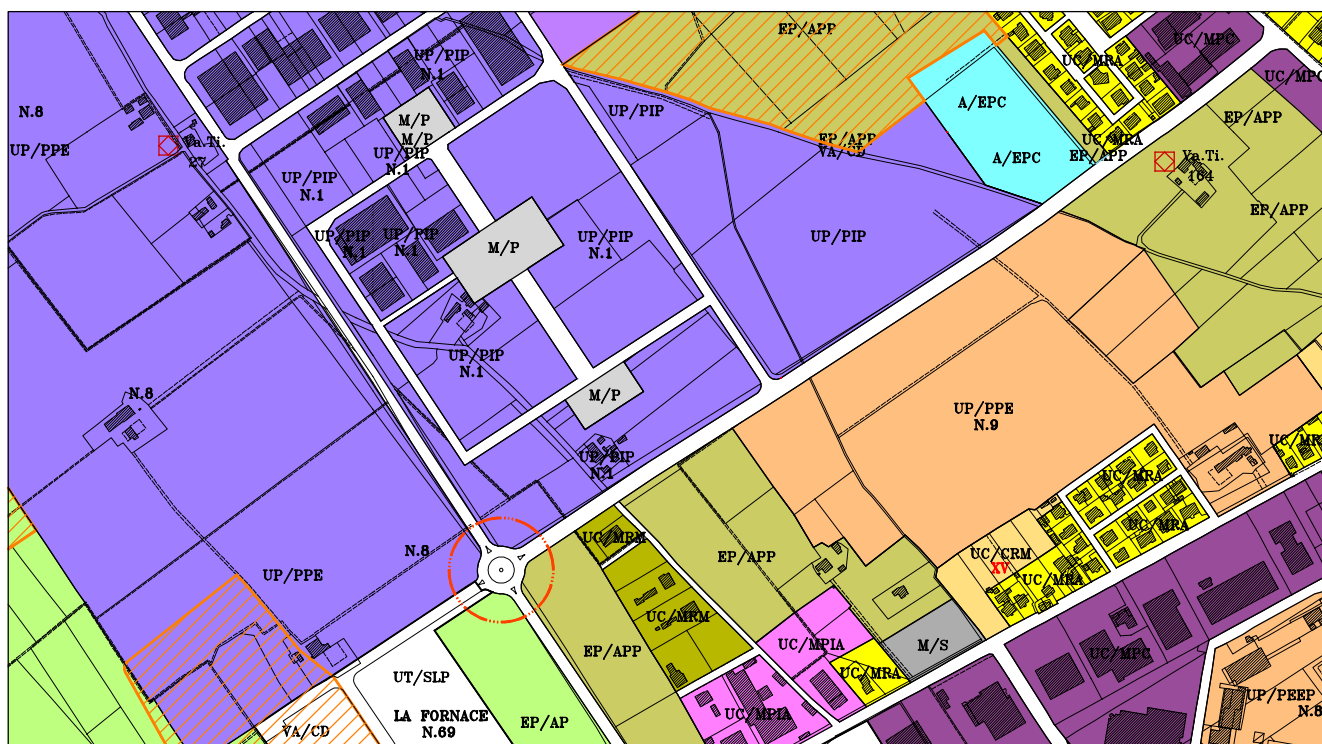 EP/APP
UC/MPC
UP/PIP
N.1
UC/MRA
UC/MPC
N.8
A/EPC
EP/APP
UP/PIP
M/P
M/P
UP/PPE
Va.Ti.
27
UP/PIP
N.1
EP/APP
VA/CD
UC/MRA
EP/APP
A/EPC
Va.Ti.
164
UP/PIP
N.1
EP/APP
UP/PIP
N.1
UP/PIP
N.1
M/P
UP/PIP
N.1
UP/PIP
UP/PIP
N.1
N.8
M/P
UP/PPE
N.9
UC/MRA
UP/PIP
N.1
UC/MRA
UC/MRA
UC/MRM
N.8
EP/APP
UC/CRM
XV
UC/MRA
UP/PPE
UC/MRM
UC/MPIA
M/S
EP/APP
UC/MPC
UT/SLP
UC/MRA
UP/PEEP
N.8
LA FORNACE
N.69
EP/AP
UC/MPIA
VA/CD